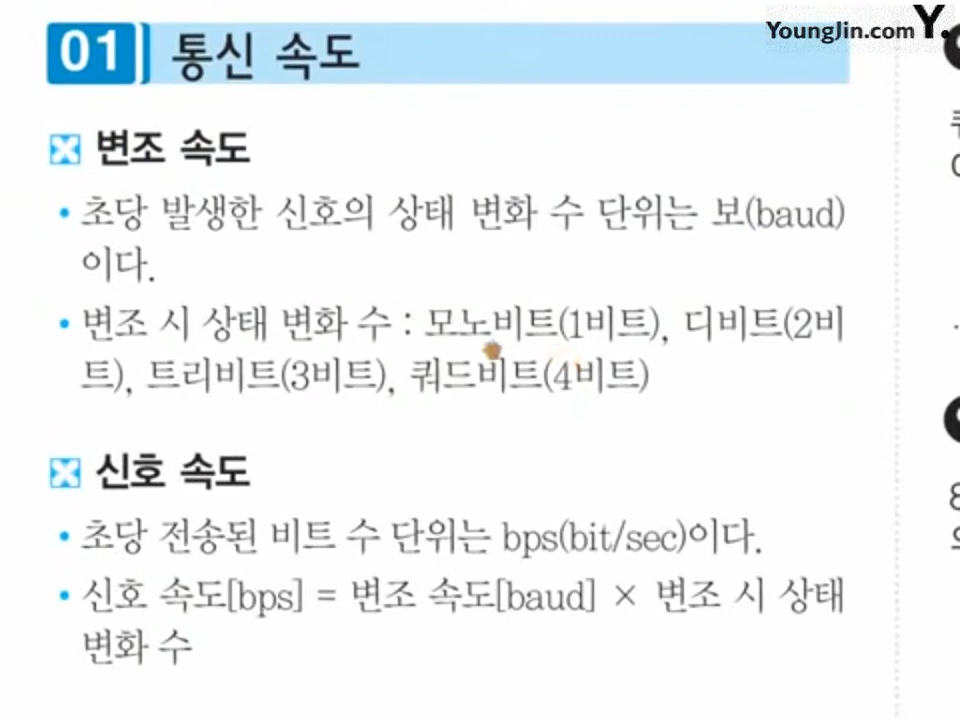 YoungJin.com Y.
01 통신 속도
변조 속도
• 초당 발생한 신호의 상태 변화 수 단위는 보(baud)
이다.
• 변조 시 상태 변화 수 : 모노비트(1비트), 디비트(2비
트), 트리비트(3비트), 쿼드비트(4비트)
신호 속도
• 초당 전송된 비트 수 단위는 bps(bit/sec)이다.
• 신호 속도[bps] = 변조 속도[baud] × 변조 시 상태
변화 수